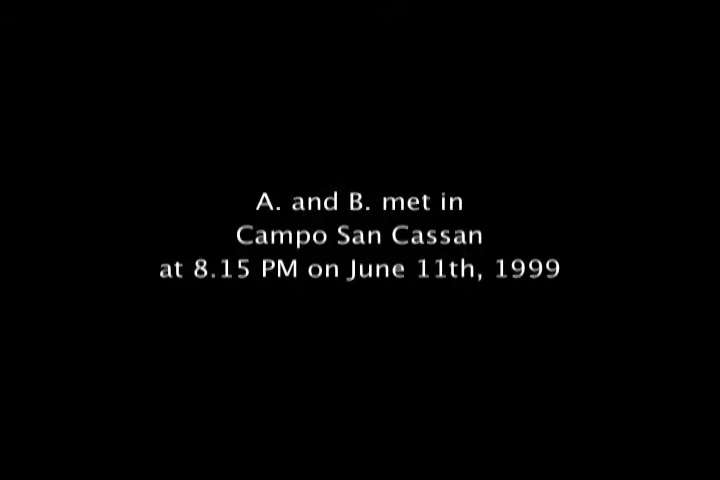 A. and B. met in
Campo San Cassan
at 8.15 PM on June 11th, 1999